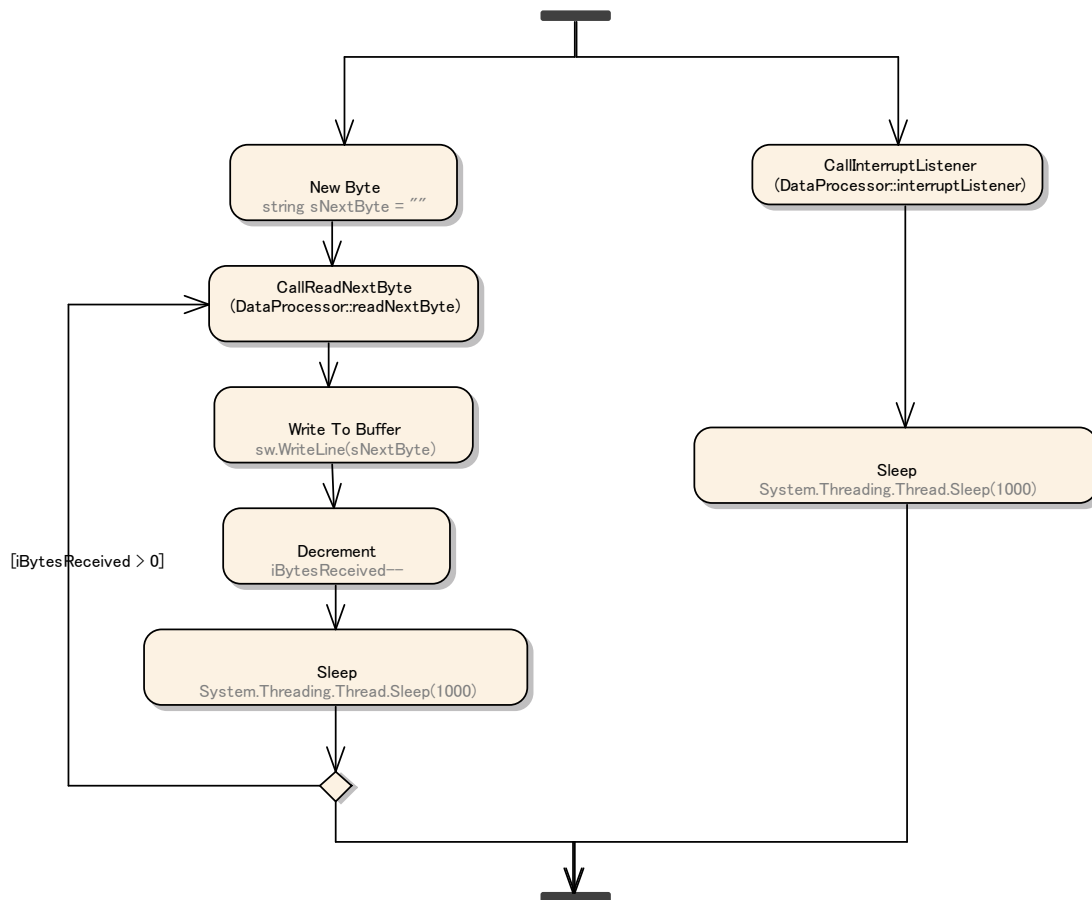 New Byte
string sNextByte = ""
CallReadNextByte
(DataProcessor::readNextByte)
Write To Buffer
sw.WriteLine(sNextByte)
Decrement
iBytesReceived--
[iBytesReceived > 0]
Sleep
System.Threading.Thread.Sleep(1000)
CallInterruptListener
(DataProcessor::interruptListener)
Sleep
System.Threading.Thread.Sleep(1000)